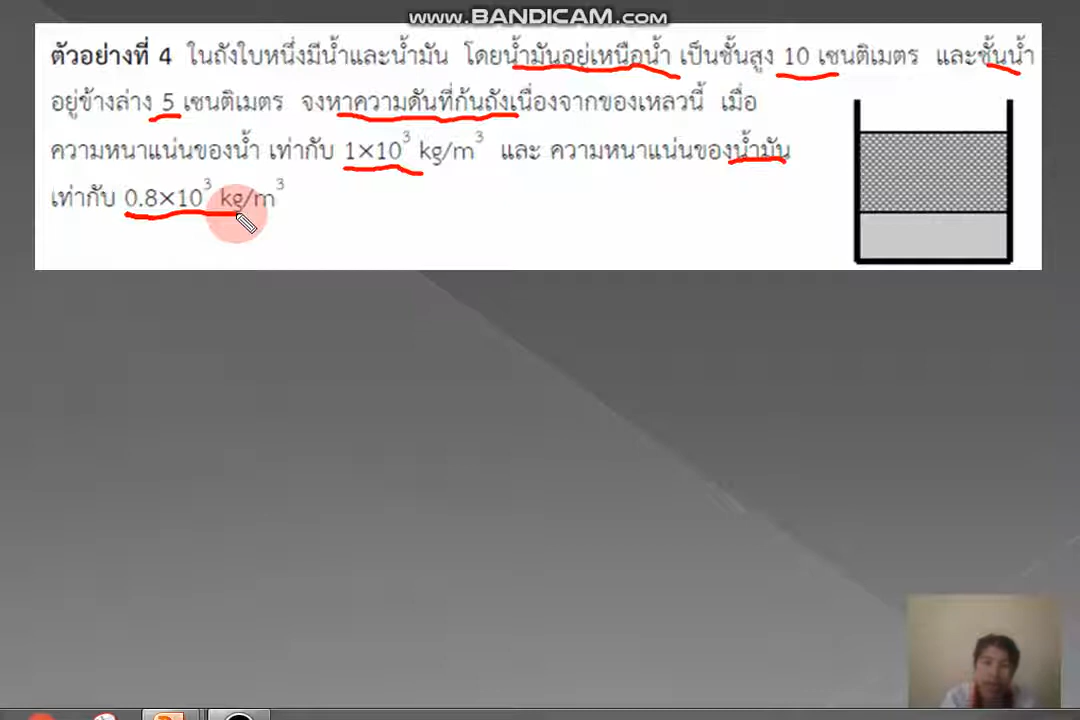 www.BANDICAM.com
ตัวอย่างที่ 4 ในถังใบหนึ่งมีน้ำและน้ำมัน โดยน้ำมันอยู่เหนือน้ำ เป็นชั้นสูง 10 เซนติเมตร และชั้นน้ำ
อยู่ข้างล่าง 5 เซนติเมตร จงหาความดันที่ก้นถังเนื่องจากของเหลวนี้ เมื่อ
ความหนาแน่นของน้ำ เท่ากับ 1×10³ kg/m³ และ ความหนาแน่นของน้ำมัน
เท่ากับ 0.8×10³ kg/m³